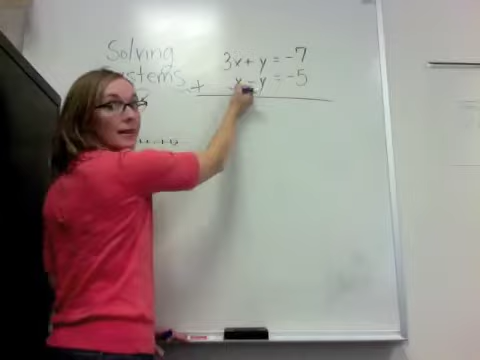 Solving
Systems
3x + y = -7
+ x - y = -5